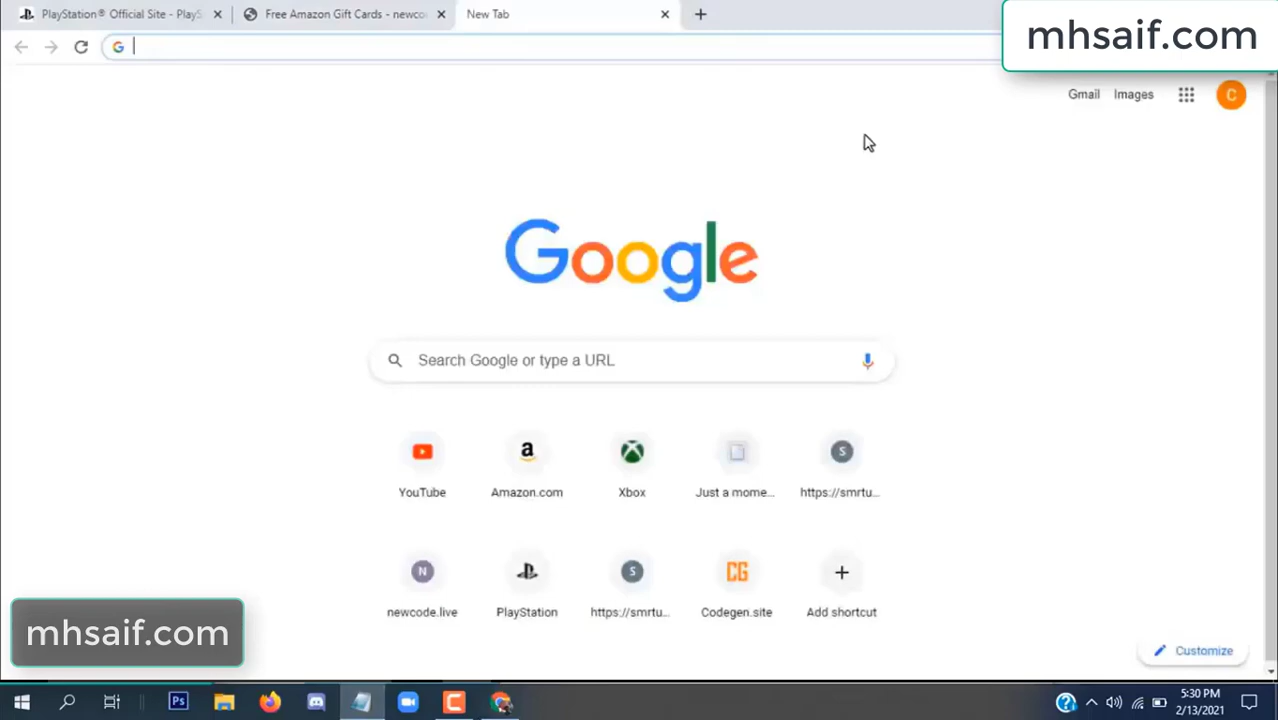 PlayStation® Official Site - PlayS
Free Amazon Gift Cards - newco
New Tab
mhsaif.com
Gmail
Images
C
Google
Search Google or type a URL
YouTube
Amazon.com
Xbox
Just a mome...
S
https://smrtu...
N
newcode.live
PlayStation
S
https://smrtu...
CG
Codegen.site
Add shortcut
mhsaif.com
Customize
Ps
5:30 PM
2/13/2021